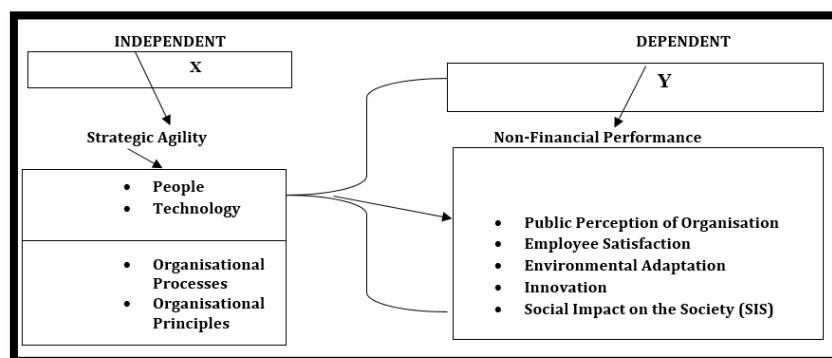 INDEPENDENT
X
Strategic Agility
• People
• Technology
• Organisational
Processes
• Organisational
Principles
DEPENDENT
Y
Non-Financial Performance
• Public Perception of Organisation
• Employee Satisfaction
• Environmental Adaptation
• Innovation
• Social Impact on the Society (SIS)